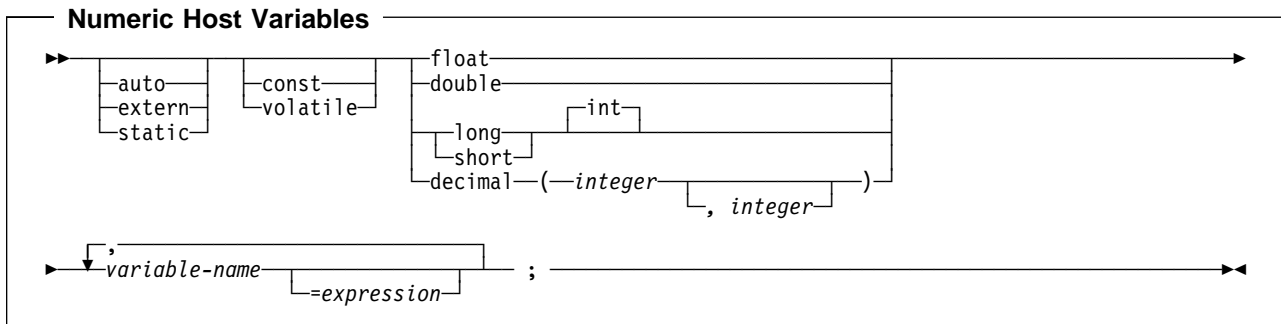 Numeric Host Variables
float
auto const double
extern volatile int
static long
short
decimal ( integer )
, integer
,
variable-name ;
=expression